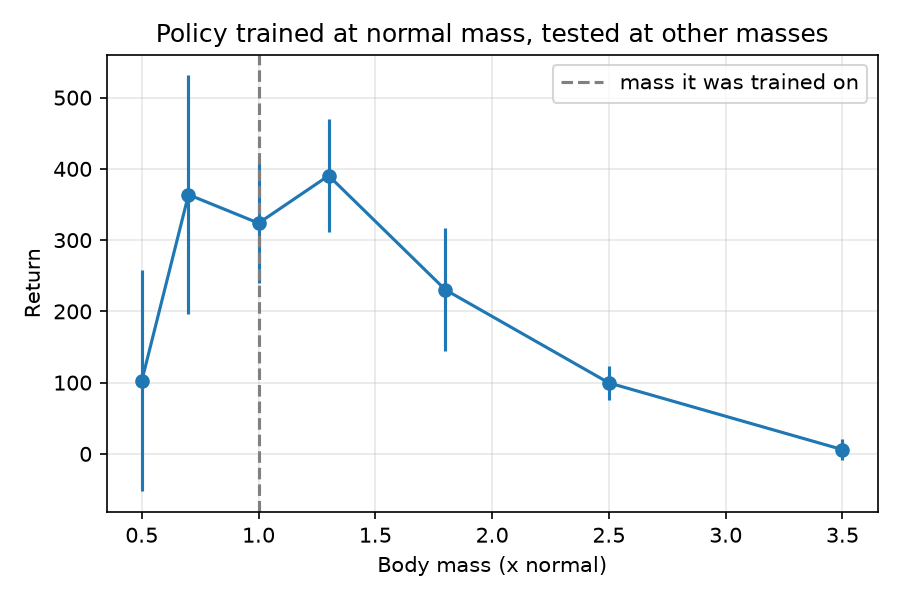 Policy trained at normal mass, tested at other masses
mass it was trained on
Return
500
400
300
200
100
0
0.5 1.0 1.5 2.0 2.5 3.0 3.5
Body mass (x normal)